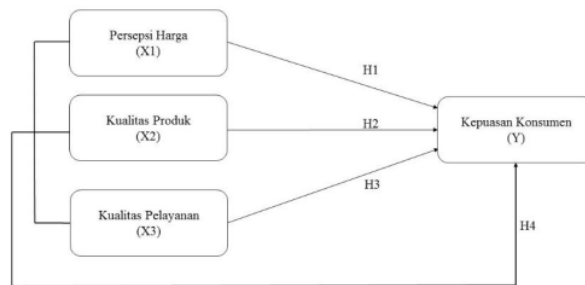 Persepsi Harga
(X1)
H1
Kualitas Produk
(X2)
H2
Kepuasan Konsumen
(Y)
H3
Kualitas Pelayanan
(X3)
H4